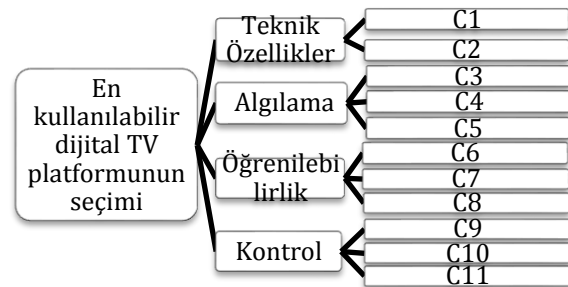 En
kullanılabilir
dijital TV
platformunun
seçimi
Teknik
Özellikler
C1
C2
Algılama
C3
C4
C5
Öğrenilebi
lirlik
C6
C7
C8
Kontrol
C9
C10
C11